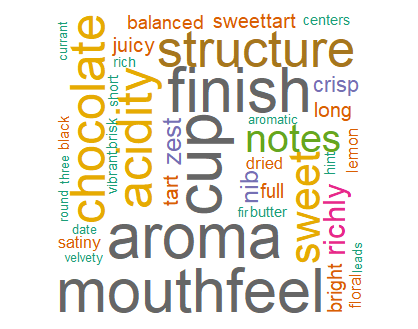 balanced sweettart centers
currant
chocolate
juicy
structure
rich
acidity
finish
crisp
short
long
cup
zest
aromatic
notes
black
vibrant
brisk
lemon
three
round
tart
nib
dried
sweet
hint
full
richly
fir
butter
date
satiny
velvety
aroma
mouthfeel
bright
floral
leads